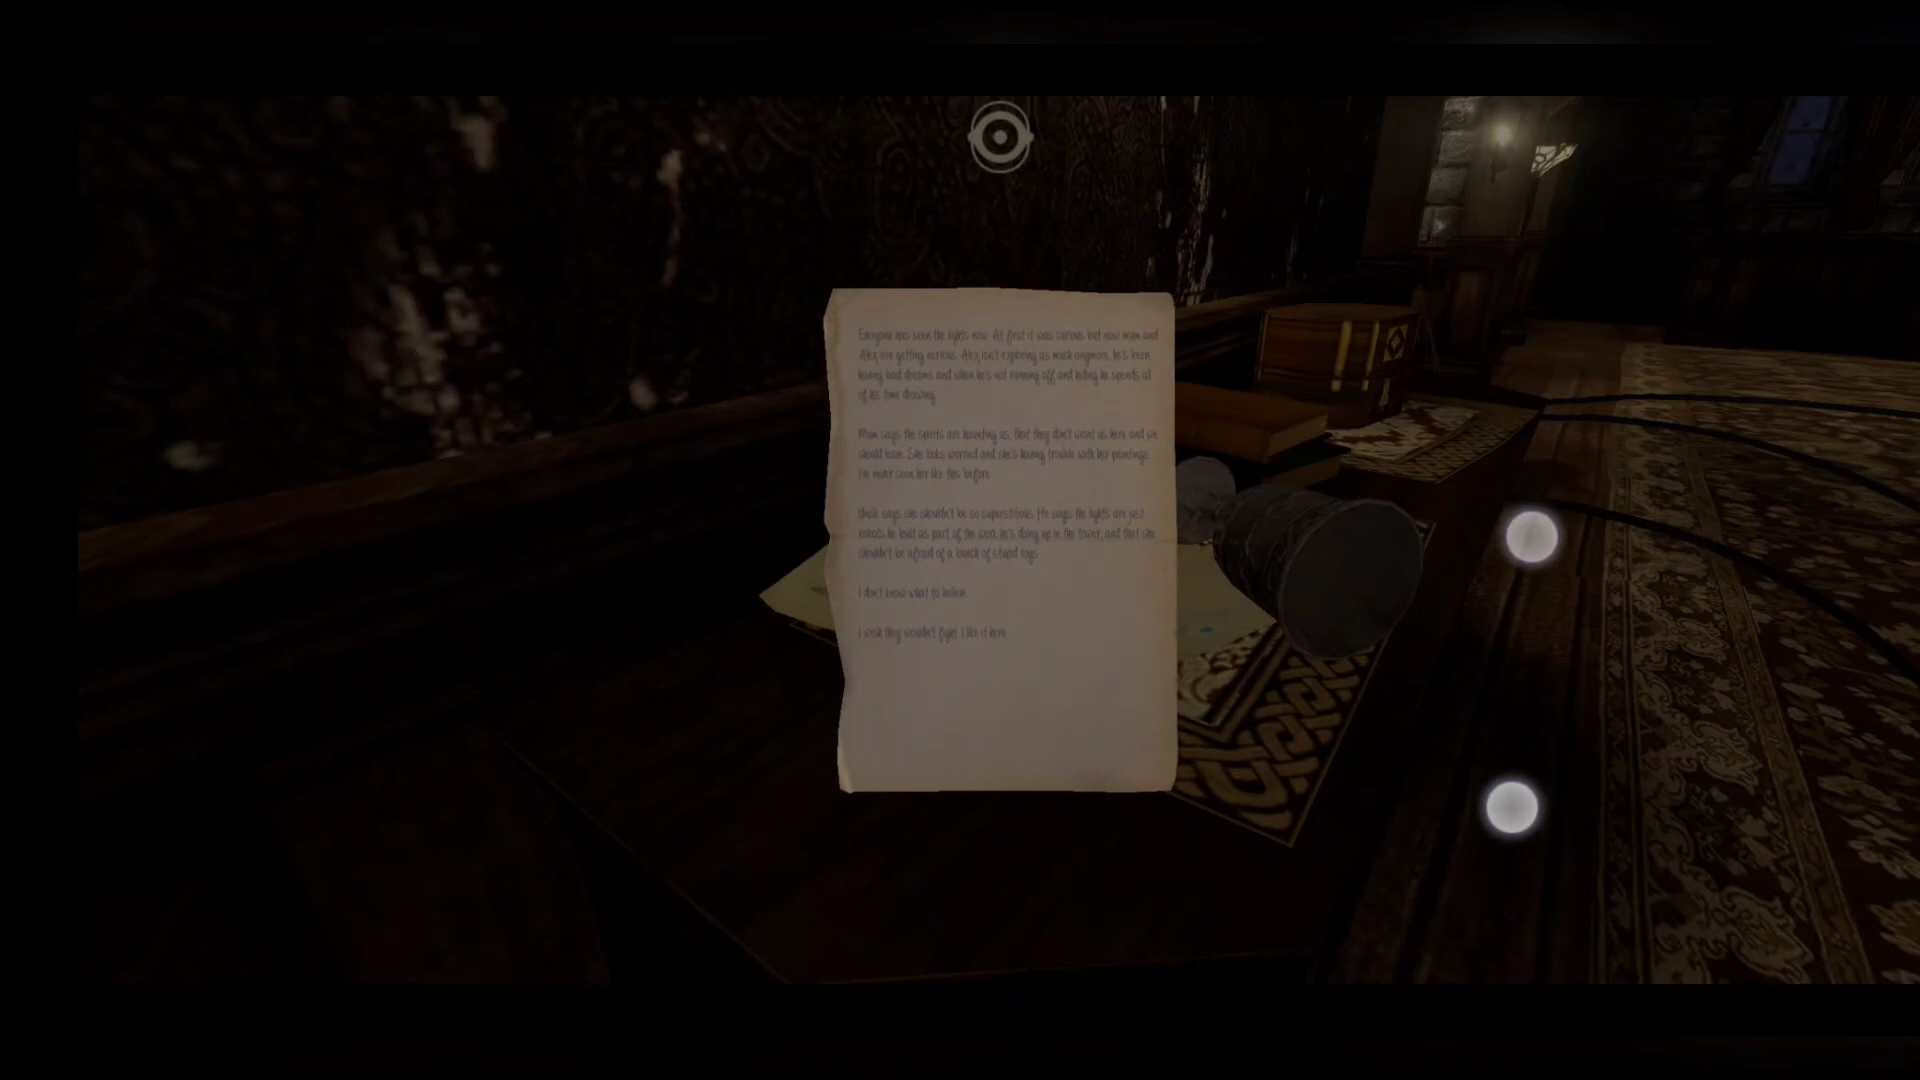 Everyone has seen the lights now. At first it was curious but now mum and
Alex are getting nervous. Alex isn't exploring as much anymore, he's been
having bad dreams and when he's not running off and hiding he spends all
of his time drawing.
Mum says the spirits are haunting us, that they don't want us here and we
should leave. She looks worried and she's having trouble with her paintings.
I've never seen her like this before.
Uncle says she shouldn't be so superstitious. He says the lights are just
robots he built as part of the work he's doing up in the tower, and that she
shouldn't be afraid of a bunch of stupid toys.
I don't know what to believe.
I wish they wouldn't fight. I like it here.